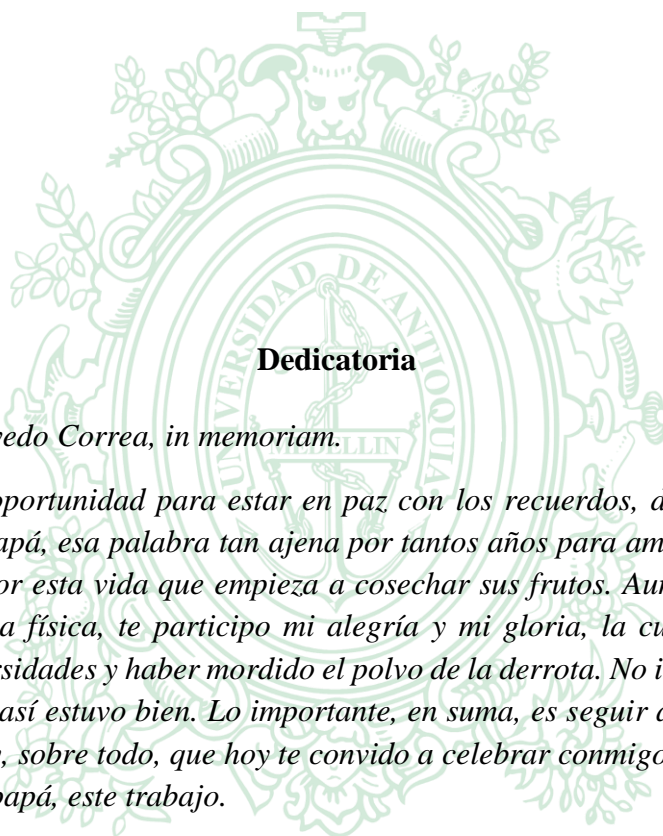 UNIVERSIDAD DE ANTIOQUIA
MEDELLIN
Dedicatoria
vedo Correa, in memoriam.
oportunidad para estar en paz con los recuerdos, d
apá, esa palabra tan ajena por tantos años para am
or esta vida que empieza a cosechar sus frutos. Aun
a física, te participo mi alegría y mi gloria, la cu
rsidades y haber mordido el polvo de la derrota. No i
así estuvo bien. Lo importante, en suma, es seguir
, sobre todo, que hoy te convido a celebrar conmigo
papá, este trabajo.